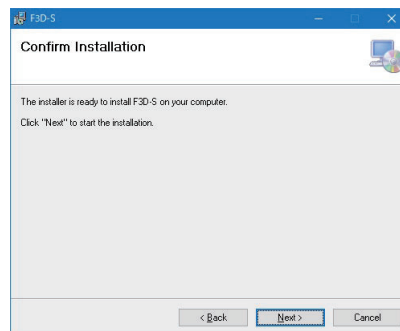 F3D-S
Confirm Installation
The installer is ready to install F3D-S on your computer.
Click "Next" to start the installation.
< Back
Next >
Cancel